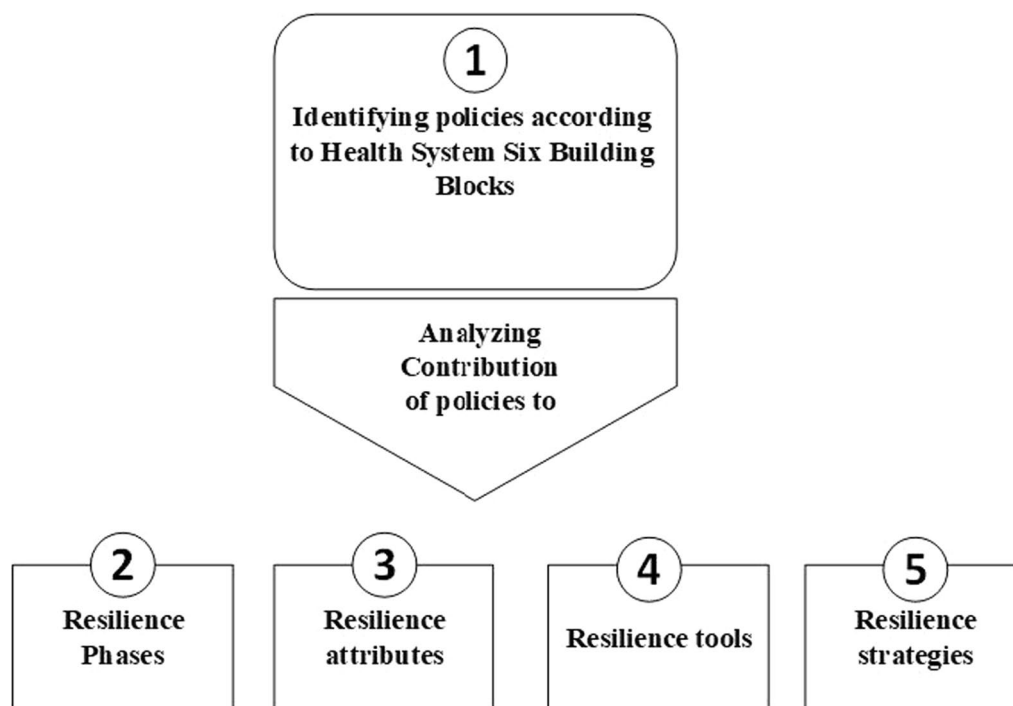 1
Identifying policies according
to Health System Six Building
Blocks
Analyzing
Contribution
of policies to
2
Resilience
Phases
3
Resilience
attributes
4
Resilience tools
5
Resilience
strategies